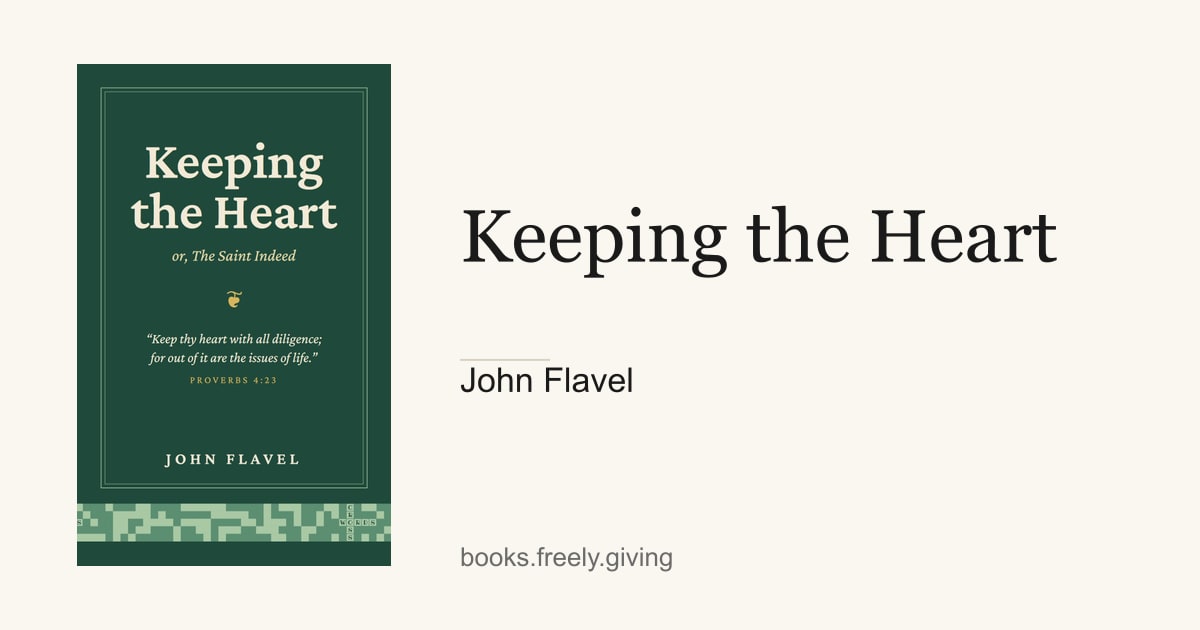 Keeping
the Heart
or, The Saint Indeed
“Keep thy heart with all diligence;
for out of it are the issues of life.”
PROVERBS 4:23
JOHN FLAVEL
Keeping the Heart
John Flavel
books.freely.giving